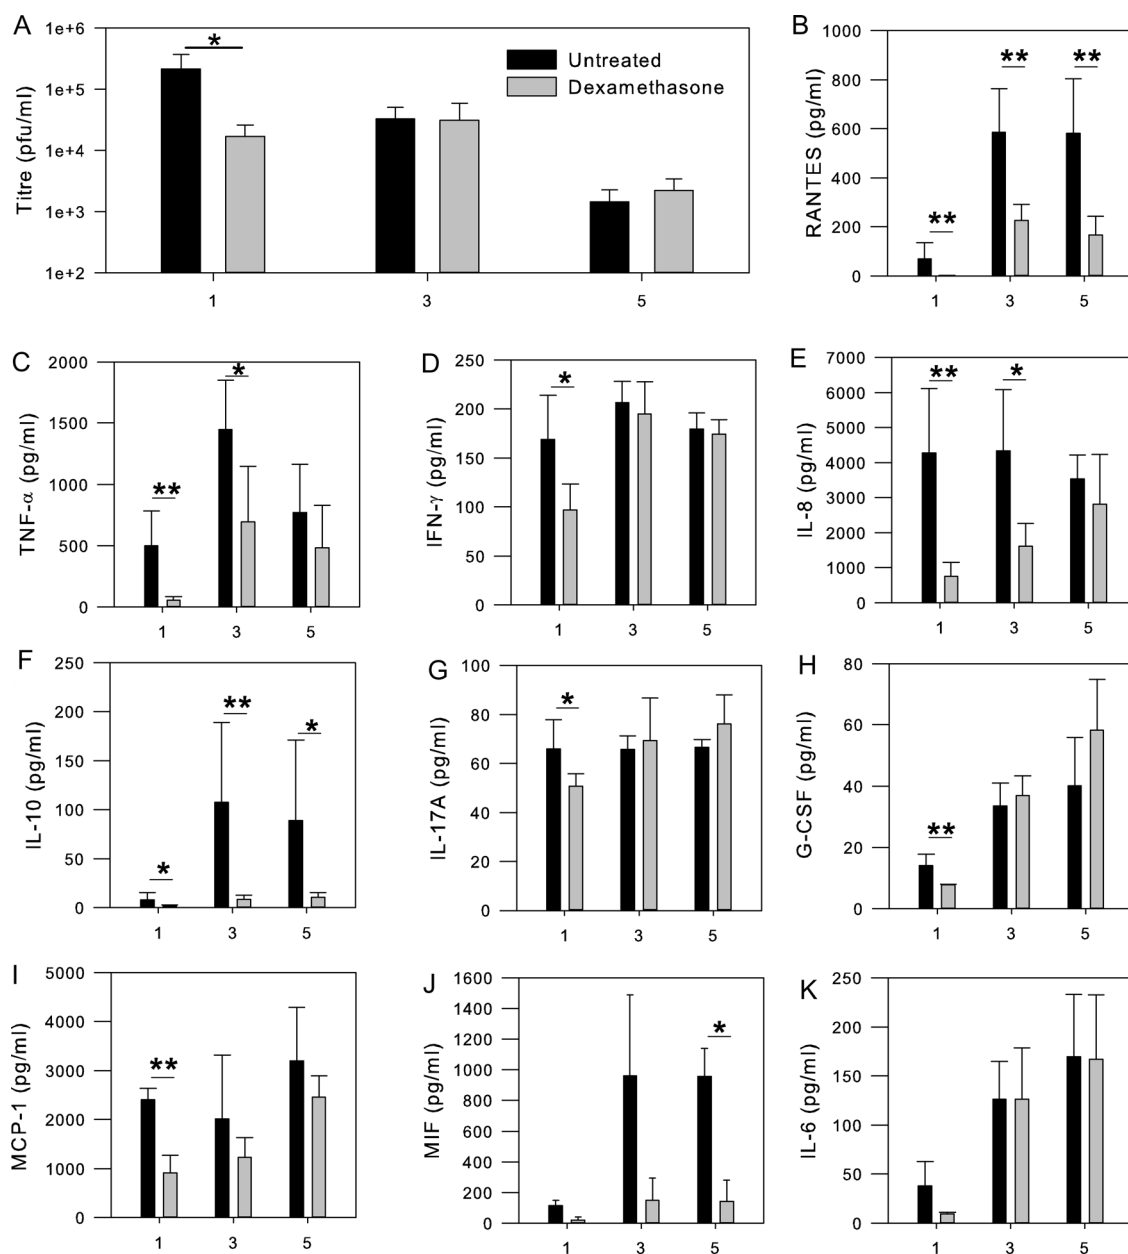 A
Titre (pfu/ml)
1e+6
1e+5
1e+4
1e+3
1e+2
*
Untreated
Dexamethasone
1 3 5
B
RANTES (pg/ml)
1000
800
600
400
200
0
** ** **
1 3 5
C
TNF-α (pg/ml)
2000
1500
1000
500
0
** *
1 3 5
D
IFN-γ (pg/ml)
250
200
150
100
50
0
*
1 3 5
E
IL-8 (pg/ml)
7000
6000
5000
4000
3000
2000
1000
0
** *
1 3 5
F
IL-10 (pg/ml)
250
200
150
100
50
0
* ** *
1 3 5
G
IL-17A (pg/ml)
100
80
60
40
20
0
*
1 3 5
H
G-CSF (pg/ml)
80
60
40
20
0
**
1 3 5
I
MCP-1 (pg/ml)
5000
4000
3000
2000
1000
0
**
1 3 5
J
MIF (pg/ml)
1600
1400
1200
1000
800
600
400
200
0
*
1 3 5
K
IL-6 (pg/ml)
250
200
150
100
50
0
1 3 5